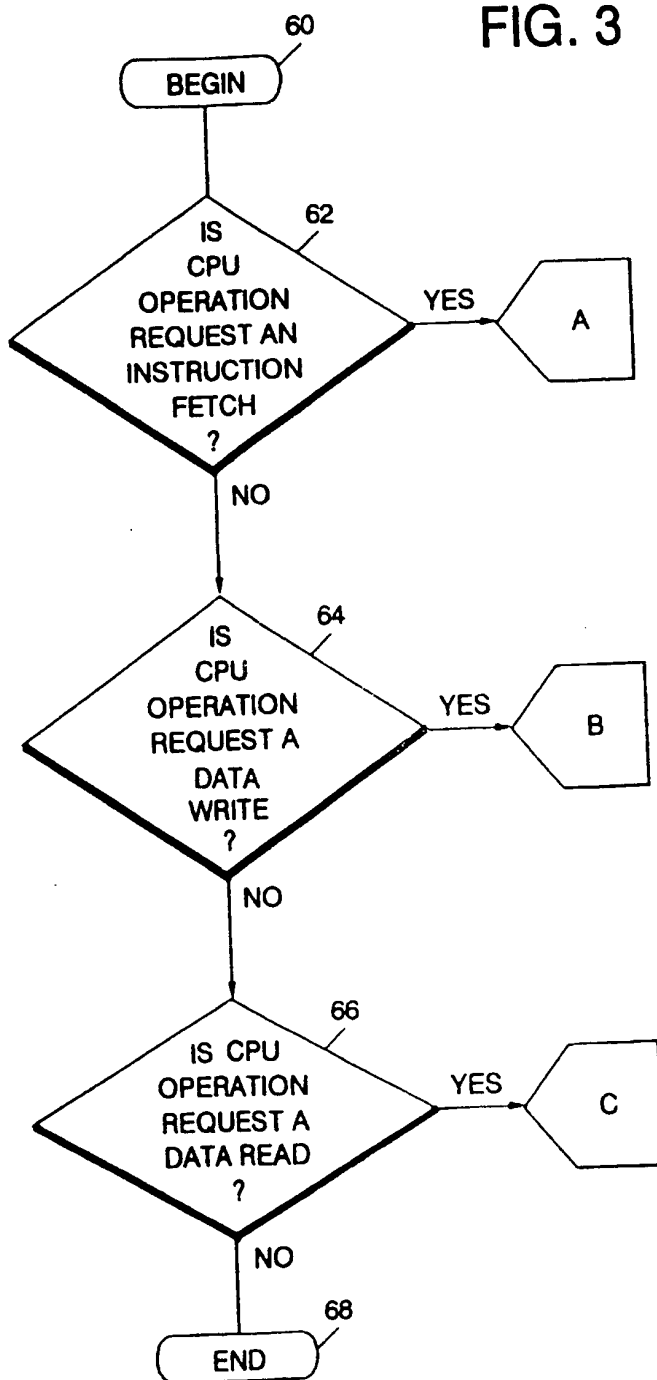 FIG. 3
60
BEGIN
62
IS
CPU
OPERATION
REQUEST AN
INSTRUCTION
FETCH
?
YES
A
NO
64
IS
CPU
OPERATION
REQUEST A
DATA
WRITE
?
YES
B
NO
66
IS CPU
OPERATION
REQUEST A
DATA READ
?
YES
C
NO
68
END